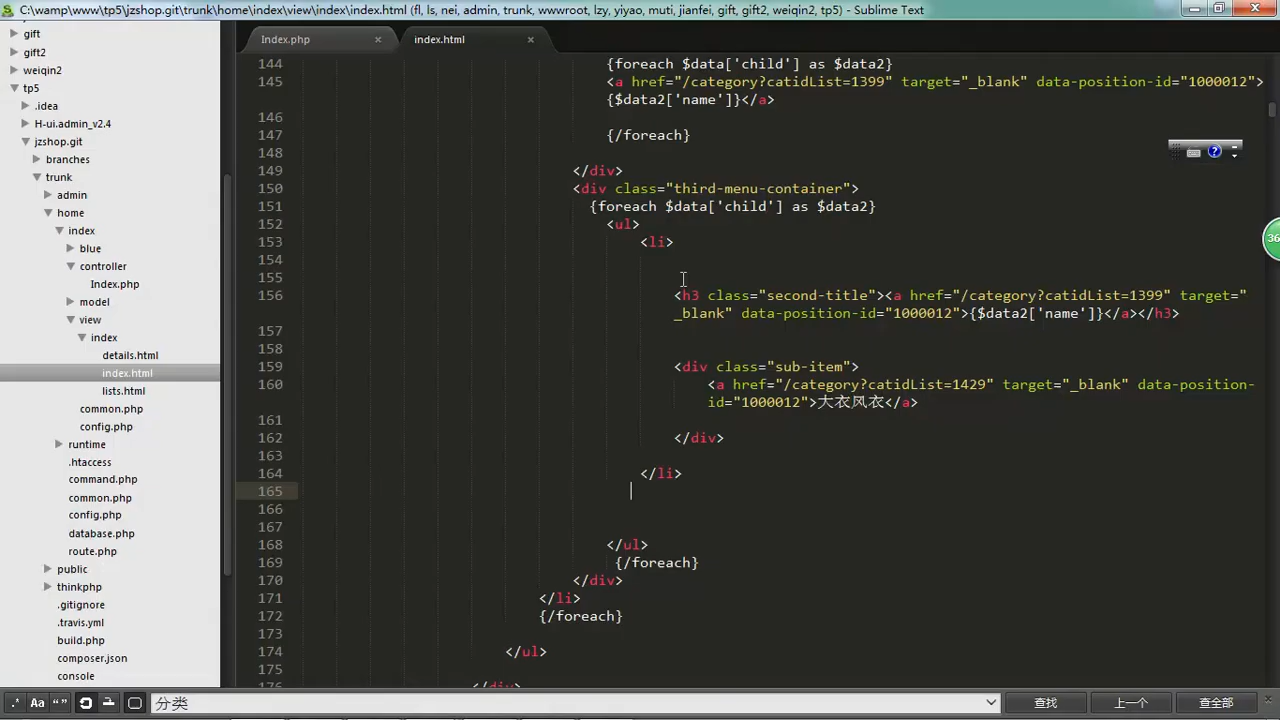 C:\wamp\www\tp5\jzshop.git\trunk\home\index\view\index\index.html (fl, ls, nei, admin, trunk, wwwroot, lzy, yiyao, muti, jianfei, gift, gift2, weiqin2, tp5) - Sublime Text
gift
gift2
weiqin2
tp5
.idea
H-ui.admin_v2.4
jzshop.git
branches
trunk
admin
home
index
blue
controller
Index.php
model
view
index
details.html
index.html
lists.html
common.php
config.php
runtime
.htaccess
command.php
common.php
config.php
database.php
route.php
public
thinkphp
.gitignore
.travis.yml
build.php
composer.json
console
Index.php ×
index.html ×
144 {foreach $data['child'] as $data2}
145 <a href="/category?catidList=1399" target="_blank" data-position-id="1000012">
{$data2['name']}</a>
146
147 {/foreach}
148
149 </div>
150 <div class="third-menu-container">
151 {foreach $data['child'] as $data2}
152 <ul>
153 <li>
154
155
156 <h3 class="second-title"><a href="/category?catidList=1399" target="
_blank" data-position-id="1000012">{$data2['name']}</a></h3>
157
158
159 <div class="sub-item">
160 <a href="/category?catidList=1429" target="_blank" data-position-
id="1000012">大衣风衣</a>
161
162 </div>
163
164 </li>
165
166
167
168 </ul>
169 {/foreach}
170 </div>
171 </li>
172 {/foreach}
173
174 </ul>
175
176 </div>
36
.* Aa “” 分类 查找 上一个 查全部